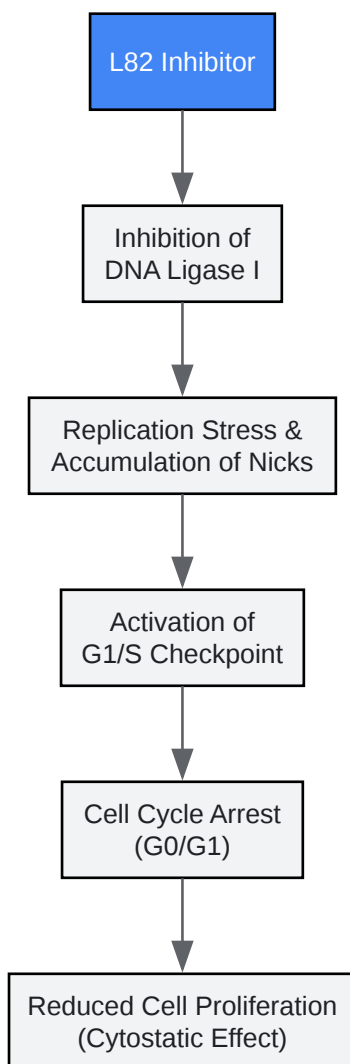 L82 Inhibitor
Inhibition of
DNA Ligase I
Replication Stress &
Accumulation of Nicks
Activation of
G1/S Checkpoint
Cell Cycle Arrest
(G0/G1)
Reduced Cell Proliferation
(Cytostatic Effect)